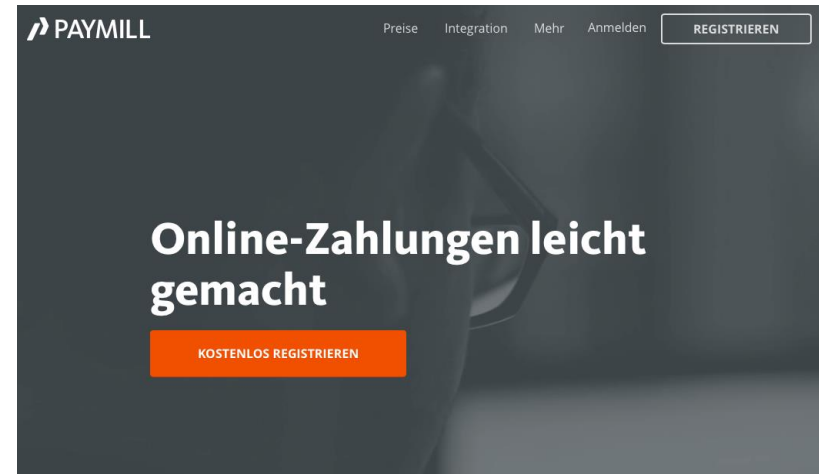 PAYMILL
Preise Integration Mehr Anmelden REGISTRIEREN
Online-Zahlungen leicht
gemacht
KOSTENLOS REGISTRIEREN